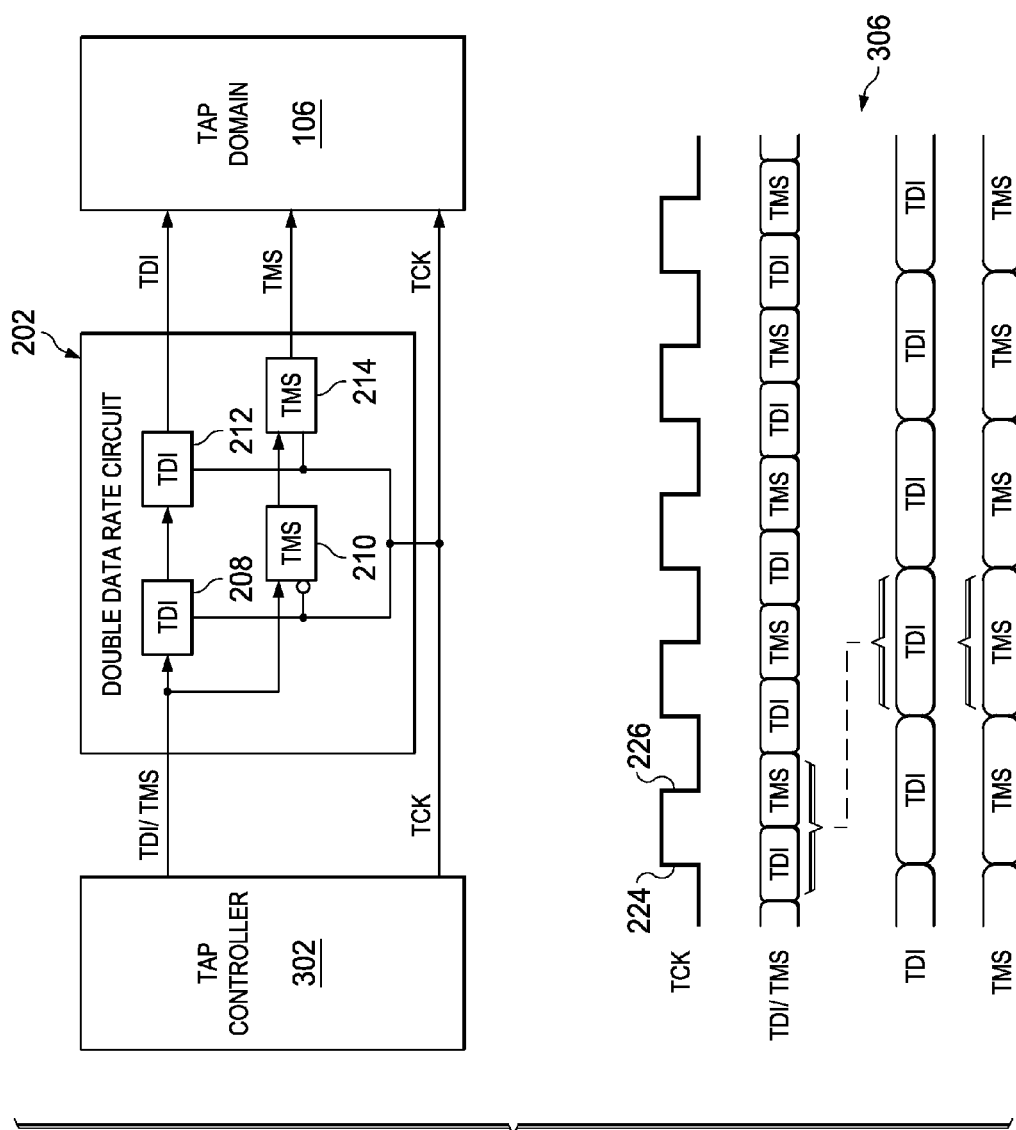 202
DOUBLE DATA RATE CIRCUIT
TAP
CONTROLLER
302
TDI/ TMS
TCK
TDI
208
TDI
212
TMS
210
TMS
214
TDI
TMS
TCK
TAP
DOMAIN
106
306
TCK
224
226
TDI/ TMS
TDI
TMS
TDI
TMS
TDI
TMS
TDI
TMS
TDI
TMS
TDI
TDI
TDI
TDI
TDI
TDI
TMS
TMS
TMS
TMS
TMS
TMS